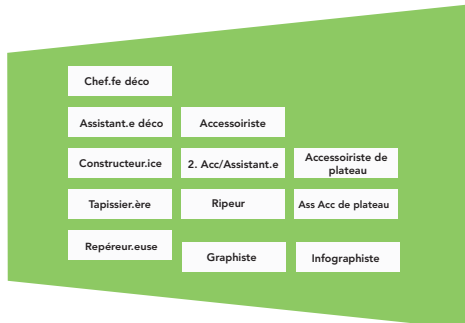 Chef.fe déco
Assistant.e déco
Accessoiriste
Constructeur.ice
2. Acc/Assistant.e
Accessoiriste de
plateau
Tapissier.ère
Ripeur
Ass Acc de plateau
Repéreur.euse
Graphiste
Infographiste